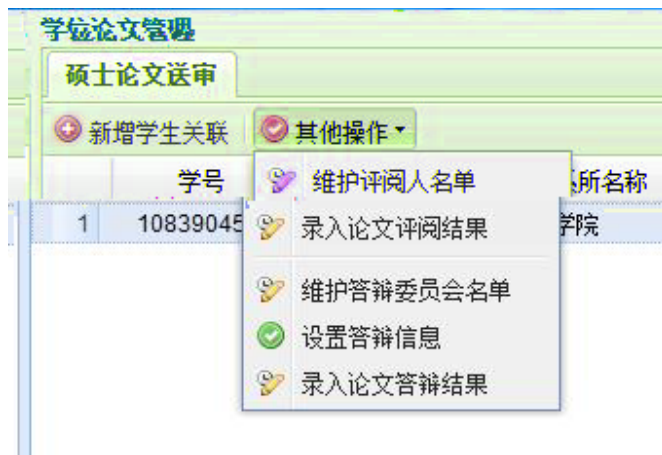 学位论文管理
硕士论文送审
新增学生关联 其他操作
学号 所名称
1 10839045 学院
维护评阅人名单
录入论文评阅结果
维护答辩委员会名单
设置答辩信息
录入论文答辩结果